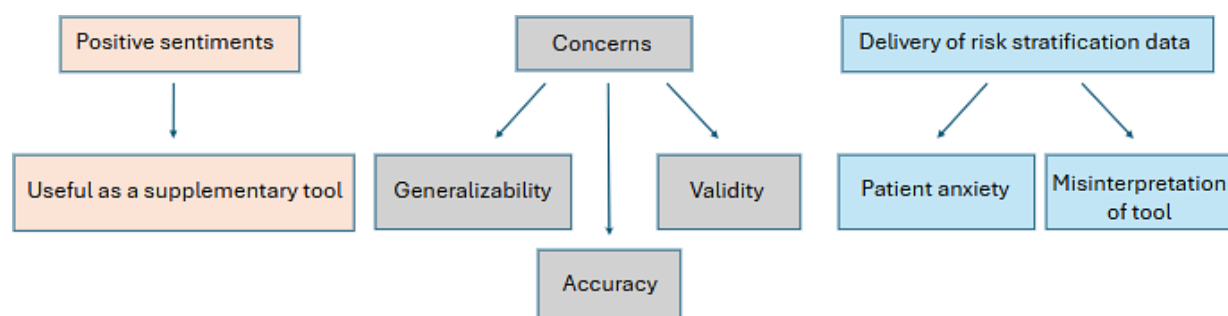 Positive sentiments
Concerns
Delivery of risk stratification data
Useful as a supplementary tool
Generalizability
Validity
Patient anxiety
Misinterpretation
of tool
Accuracy